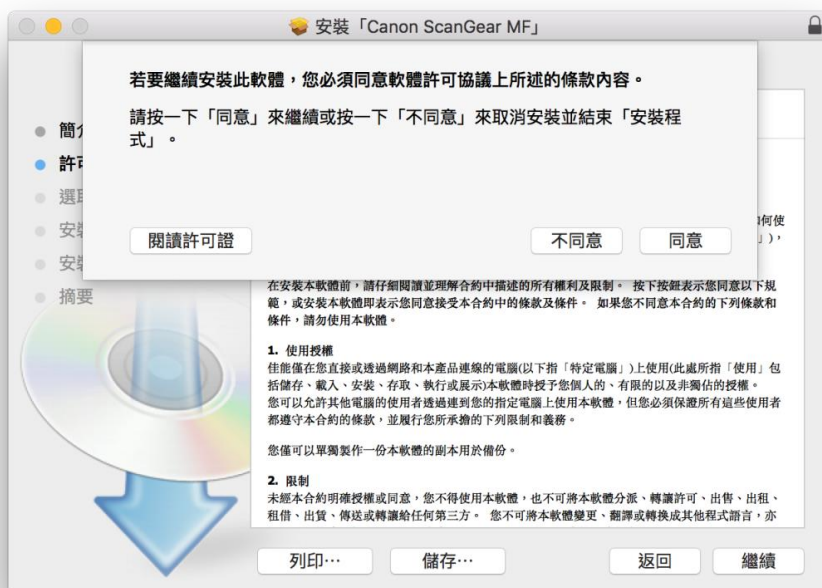 安裝「Canon ScanGear MF」
若要繼續安裝此軟體，您必須同意軟體許可協議上所述的條款內容。
請按一下「同意」來繼續或按一下「不同意」來取消安裝並結束「安裝程
式」。
閱讀許可證
不同意
同意
簡
許
選
安
安
摘要
何使
」)，
在安裝本軟體前，請仔細閱讀並理解合約中描述的所有權利及限制。 按下按鈕表示您同意以下規
範，或安裝本軟體即表示您同意接受本合約中的條款及條件。 如果您不同意本合約的下列條款和
條件，請勿使用本軟體。
1. 使用授權
佳能僅在您直接或透過網路和本產品連線的電腦(以下指「特定電腦」)上使用(此處所指「使用」包
括儲存、載入、安裝、存取、執行或展示)本軟體時授予您個人的、有限的以及非獨佔的授權。
您可以允許其他電腦的使用者透過連到您的指定電腦上使用本軟體，但您必須保證所有這些使用者
都遵守本合約的條款，並履行您所承擔的下列限制和義務。
您僅可以單獨製作一份本軟體的副本用於備份。
2. 限制
未經本合約明確授權或同意，您不得使用本軟體，也不可將本軟體分派、轉讓許可、出售、出租、
租借、出賃、傳送或轉讓給任何第三方。 您不可將本軟體變更、翻譯或轉換成其他程式語言，亦
列印⋯
儲存⋯
返回
繼續